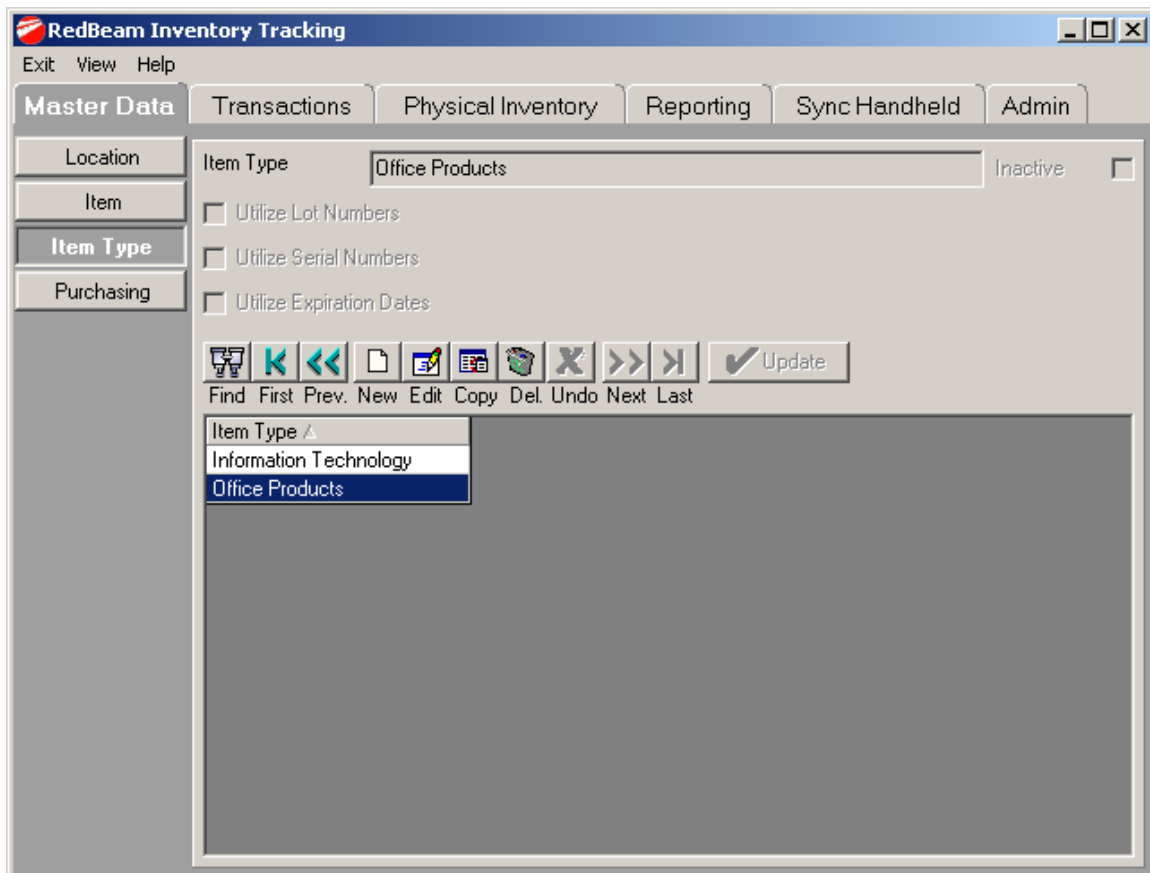 RedBeam Inventory Tracking
Exit View Help
Master Data Transactions Physical Inventory Reporting Sync Handheld Admin
Location
Item
Item Type
Purchasing
Item Type Office Products Inactive
Utilize Lot Numbers
Utilize Serial Numbers
Utilize Expiration Dates
Update
Find First Prev. New Edit Copy Del. Undo Next Last
Item Type
Information Technology
Office Products